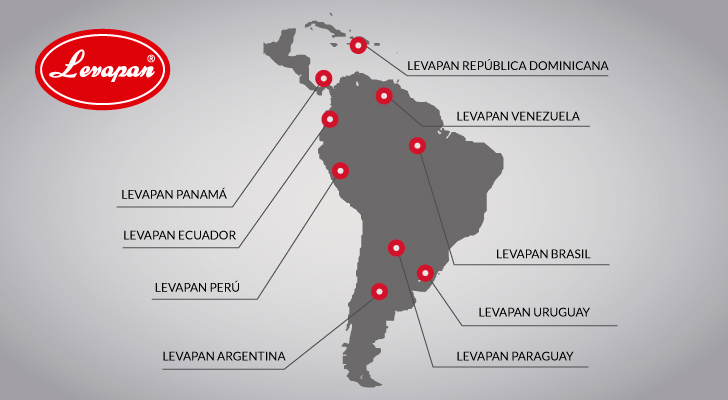 Levapan®
LEVAPAN REPÚBLICA DOMINICANA
LEVAPAN VENEZUELA
LEVAPAN PANAMÁ
LEVAPAN ECUADOR
LEVAPAN BRASIL
LEVAPAN PERÚ
LEVAPAN URUGUAY
LEVAPAN ARGENTINA
LEVAPAN PARAGUAY